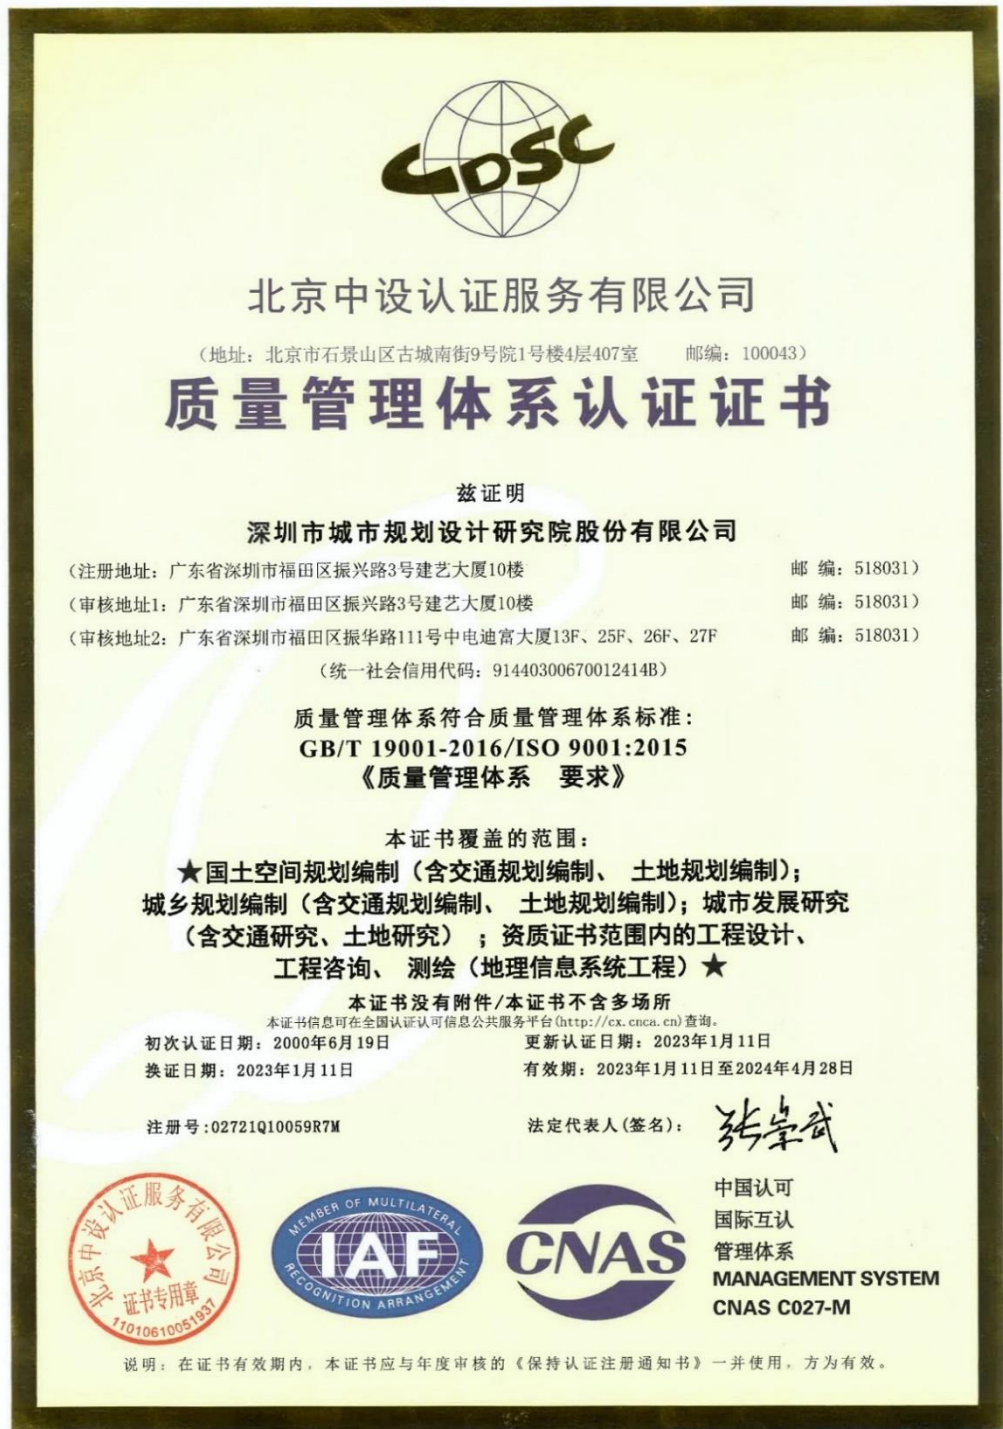 CDSC
北京中设认证服务有限公司
（地址：北京市石景山区古城南街9号院1号楼4层407室 邮编：100043）
质量管理体系认证证书
兹证明
深圳市城市规划设计研究院股份有限公司
（注册地址：广东省深圳市福田区振兴路3号建艺大厦10楼 邮 编：518031）
（审核地址1：广东省深圳市福田区振兴路3号建艺大厦10楼 邮 编：518031）
（审核地址2：广东省深圳市福田区振华路111号中电迪富大厦13F、25F、26F、27F 邮 编：518031）
（统一社会信用代码：91440300670012414B）
质量管理体系符合质量管理体系标准：
GB/T 19001-2016/ISO 9001:2015
《质量管理体系 要求》
本证书覆盖的范围：
★国土空间规划编制（含交通规划编制、 土地规划编制）；
城乡规划编制（含交通规划编制、 土地规划编制）；城市发展研究
（含交通研究、土地研究） ；资质证书范围内的工程设计、
工程咨询、 测绘（地理信息系统工程）★
本证书没有附件/本证书不含多场所
本证书信息可在全国认证认可信息公共服务平台(http://cx.cnca.cn)查询。
初次认证日期：2000年6月19日 更新认证日期：2023年1月11日
换证日期：2023年1月11日 有效期：2023年1月11日至2024年4月28日
注册号:02721Q10059R7M 法定代表人(签名)：张崇武
北京中设认证服务有限公司
证书专用章
11010610051937
MEMBER OF MULTILATERAL
IAF
RECOGNITION ARRANGEMENT
CNAS
中国认可
国际互认
管理体系
MANAGEMENT SYSTEM
CNAS C027-M
说明：在证书有效期内，本证书应与年度审核的《保持认证注册通知书》一并使用，方为有效。